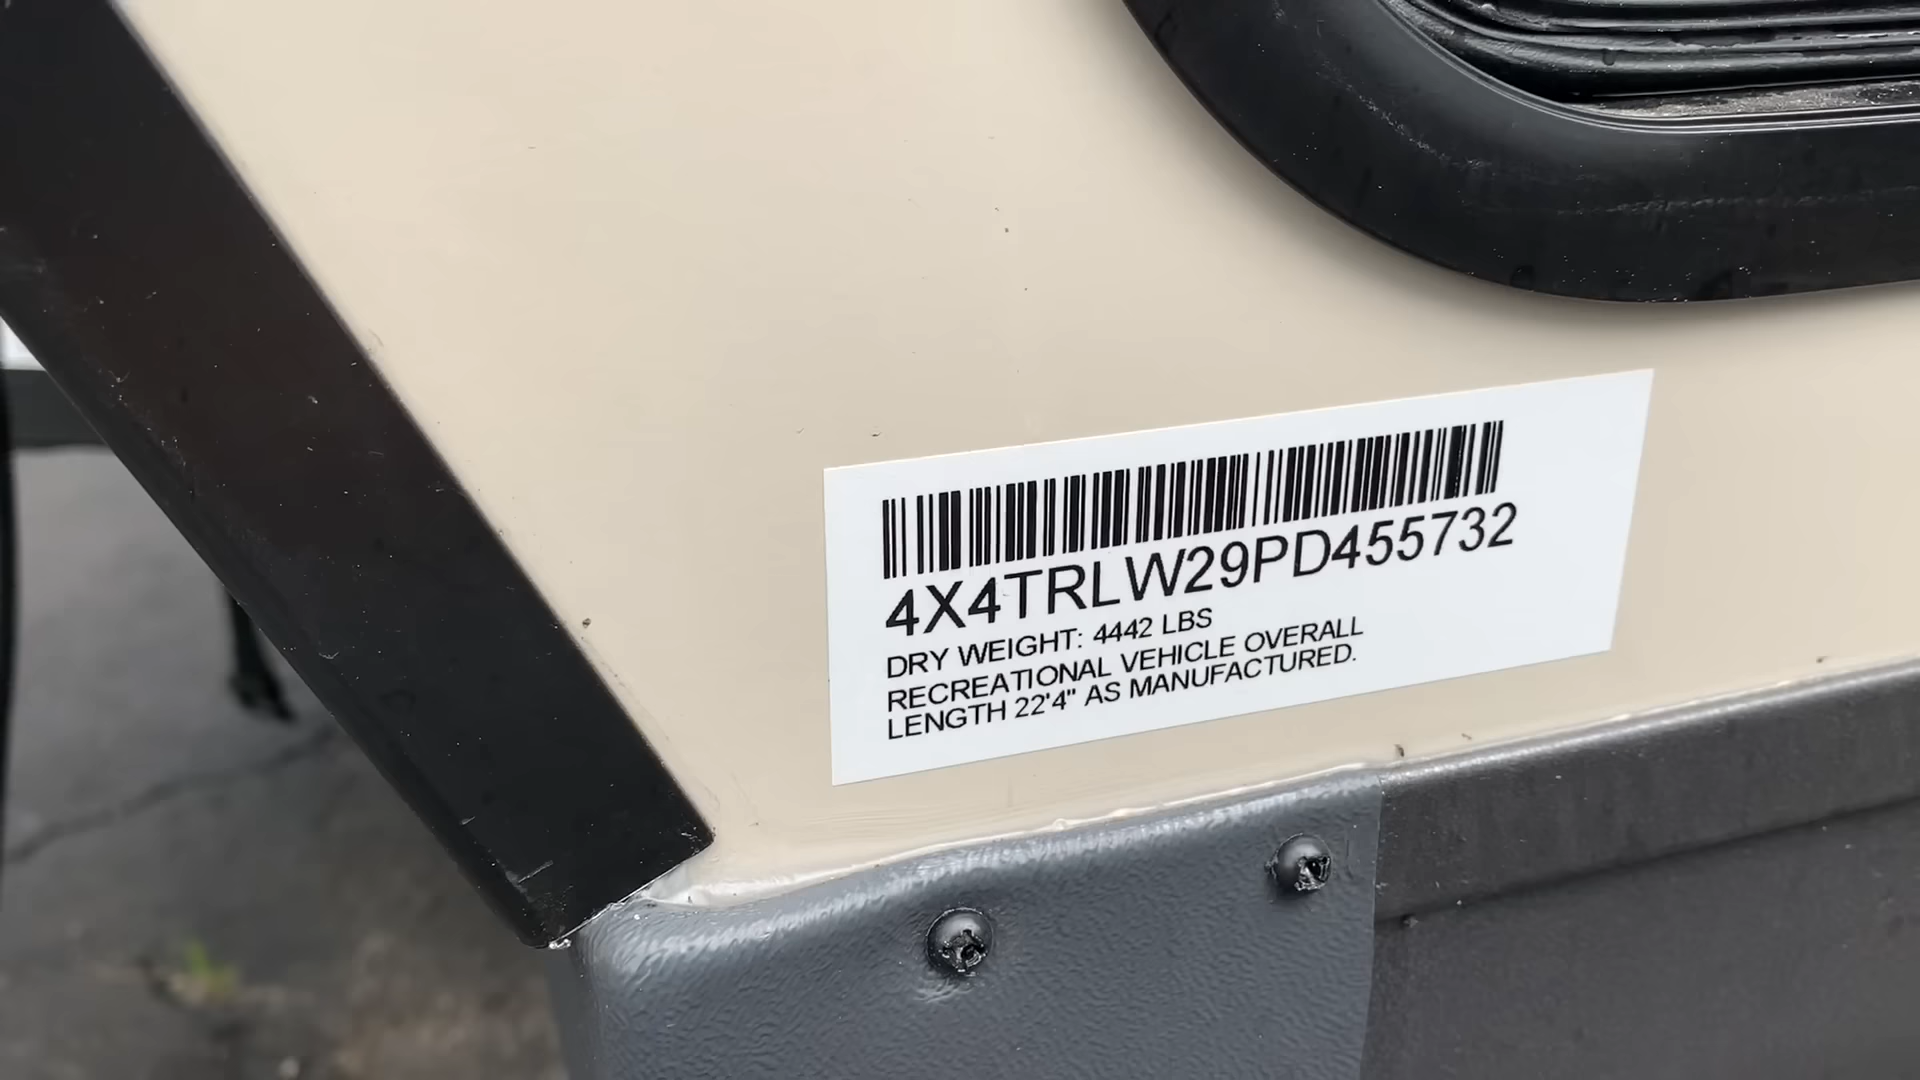 4X4TRLW29PD455732
DRY WEIGHT: 4442 LBS
RECREATIONAL VEHICLE OVERALL
LENGTH 22'4" AS MANUFACTURED.